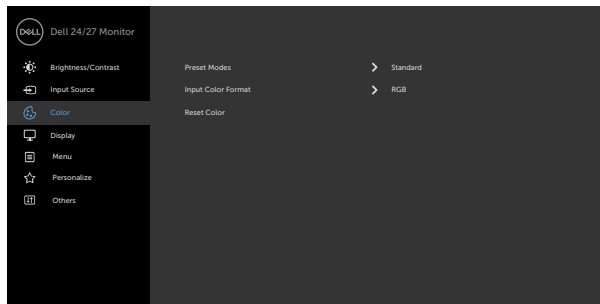 DELL Dell 24/27 Monitor
Brightness/Contrast
Input Source
Color
Display
Menu
Personalize
Others
Preset Modes Standard
Input Color Format RGB
Reset Color